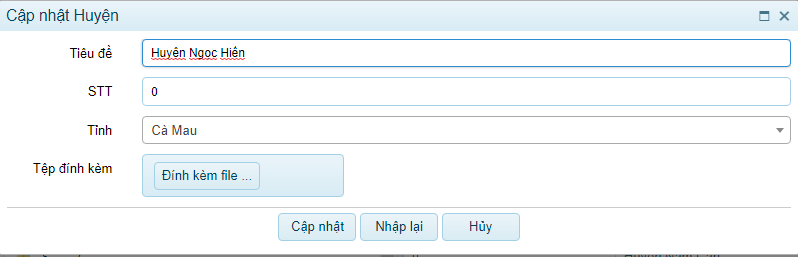 Cập nhật Huyện
Tiêu đề Huyện Ngọc Hiền
STT 0
Tỉnh Cà Mau
Tệp đính kèm Đính kèm file ...
Cập nhật Nhập lại Hủy